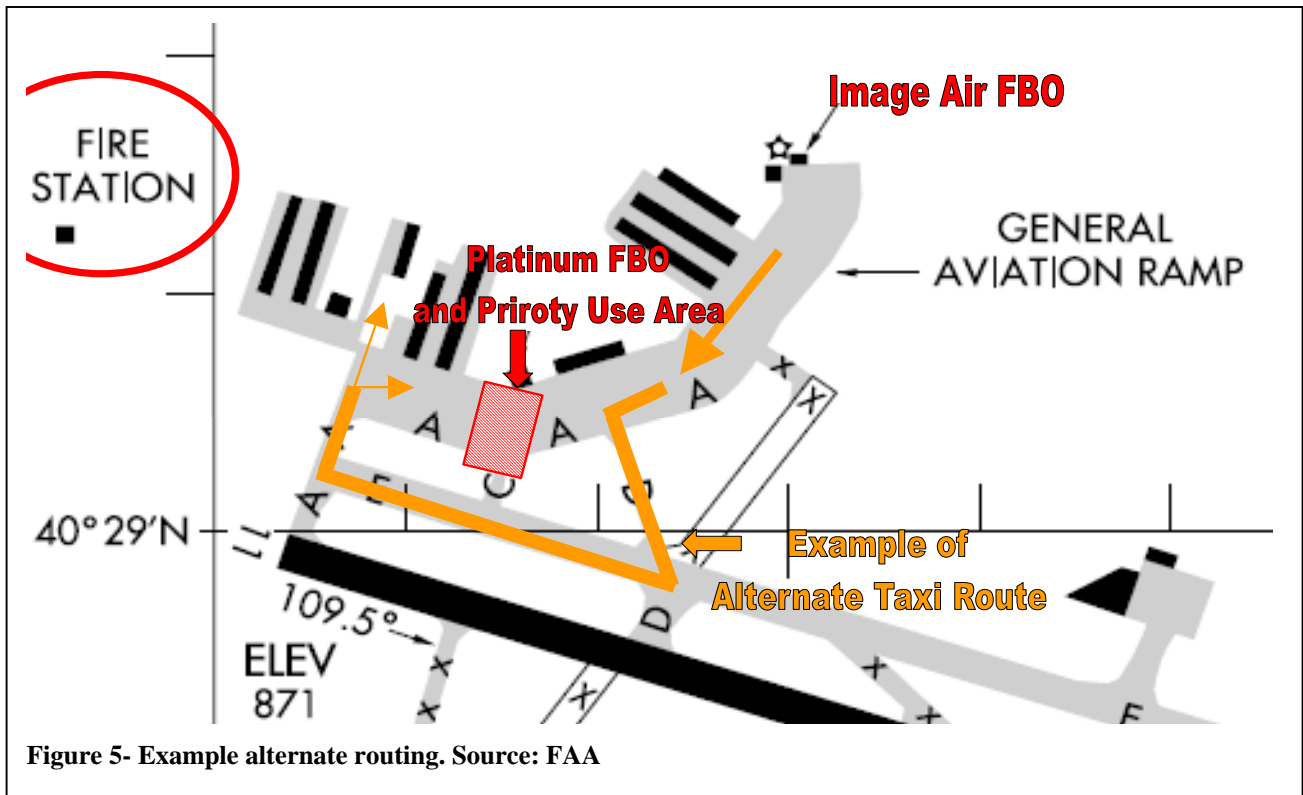 Image Air FBO
FIRE
STATION
GENERAL
AVIATION RAMP
Platinum FBO
and Priroty Use Area
A
A
A
A
A
E
C
D
X
X
40°29'N
11
Example of
Alternate Taxi Route
109.5°
D
ELEV
871
X
X
X
X
X
E
Figure 5- Example alternate routing. Source: FAA